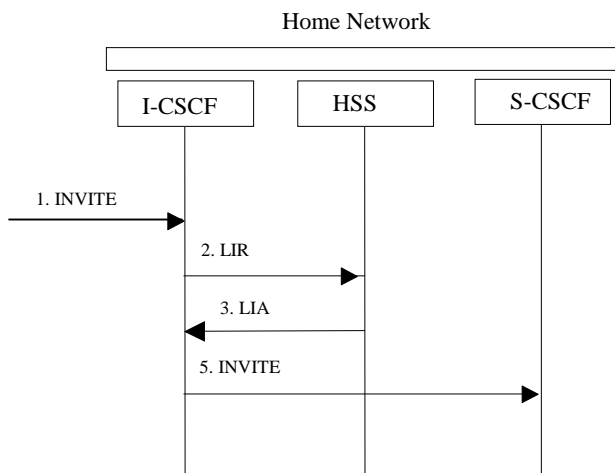 Home Network
I-CSCF
HSS
S-CSCF
1. INVITE
2. LIR
3. LIA
5. INVITE